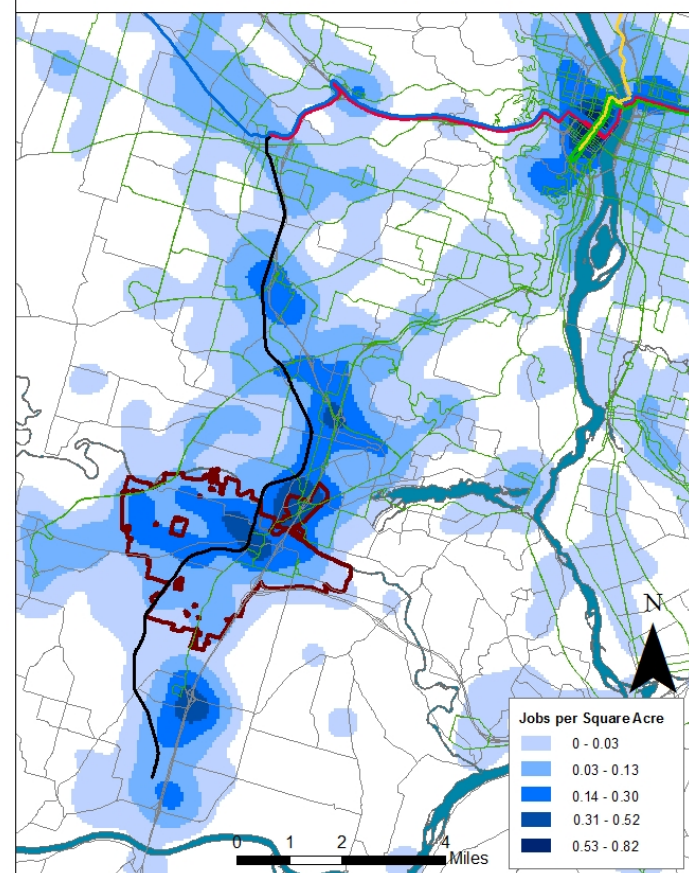 N
Jobs per Square Acre
0 - 0.03
0.03 - 0.13
0.14 - 0.30
0.31 - 0.52
0.53 - 0.82
0 1 2 4
Miles